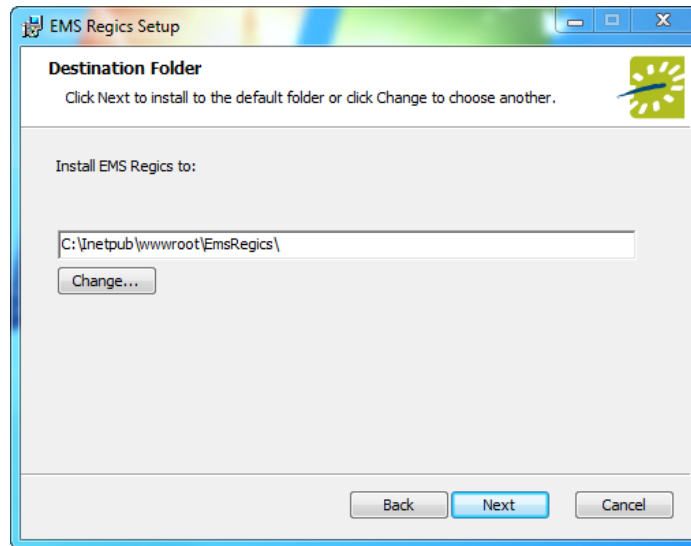 EMS Regics Setup
Destination Folder
Click Next to install to the default folder or click Change to choose another.
Install EMS Regics to:
C:\Inetpub\wwwroot\EmsRegics\
Change...
Back Next Cancel